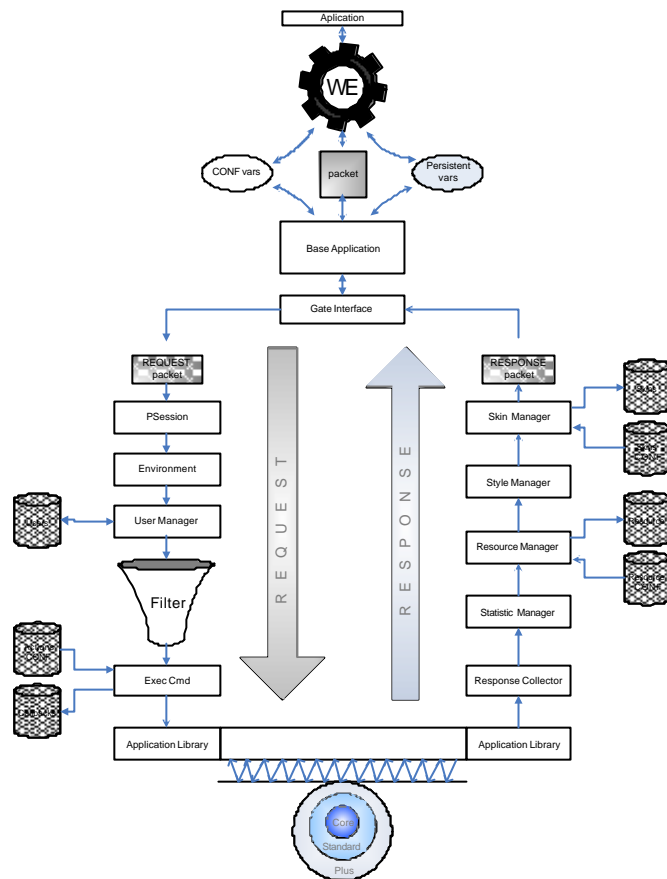 Aplication
WE
CONF vars
packet
Persistent
vars
Base Application
Gate Interface
REQUEST
packet
RESPONSE
packet
PSession
Skin Manager
Environment
Style Manager
User Manager
Resource Manager
Filter
Statistic Manager
Exec Cmd
Response Collector
REQUEST
RESPONSE
Application Library
Application Library
Core
Standard
Plus